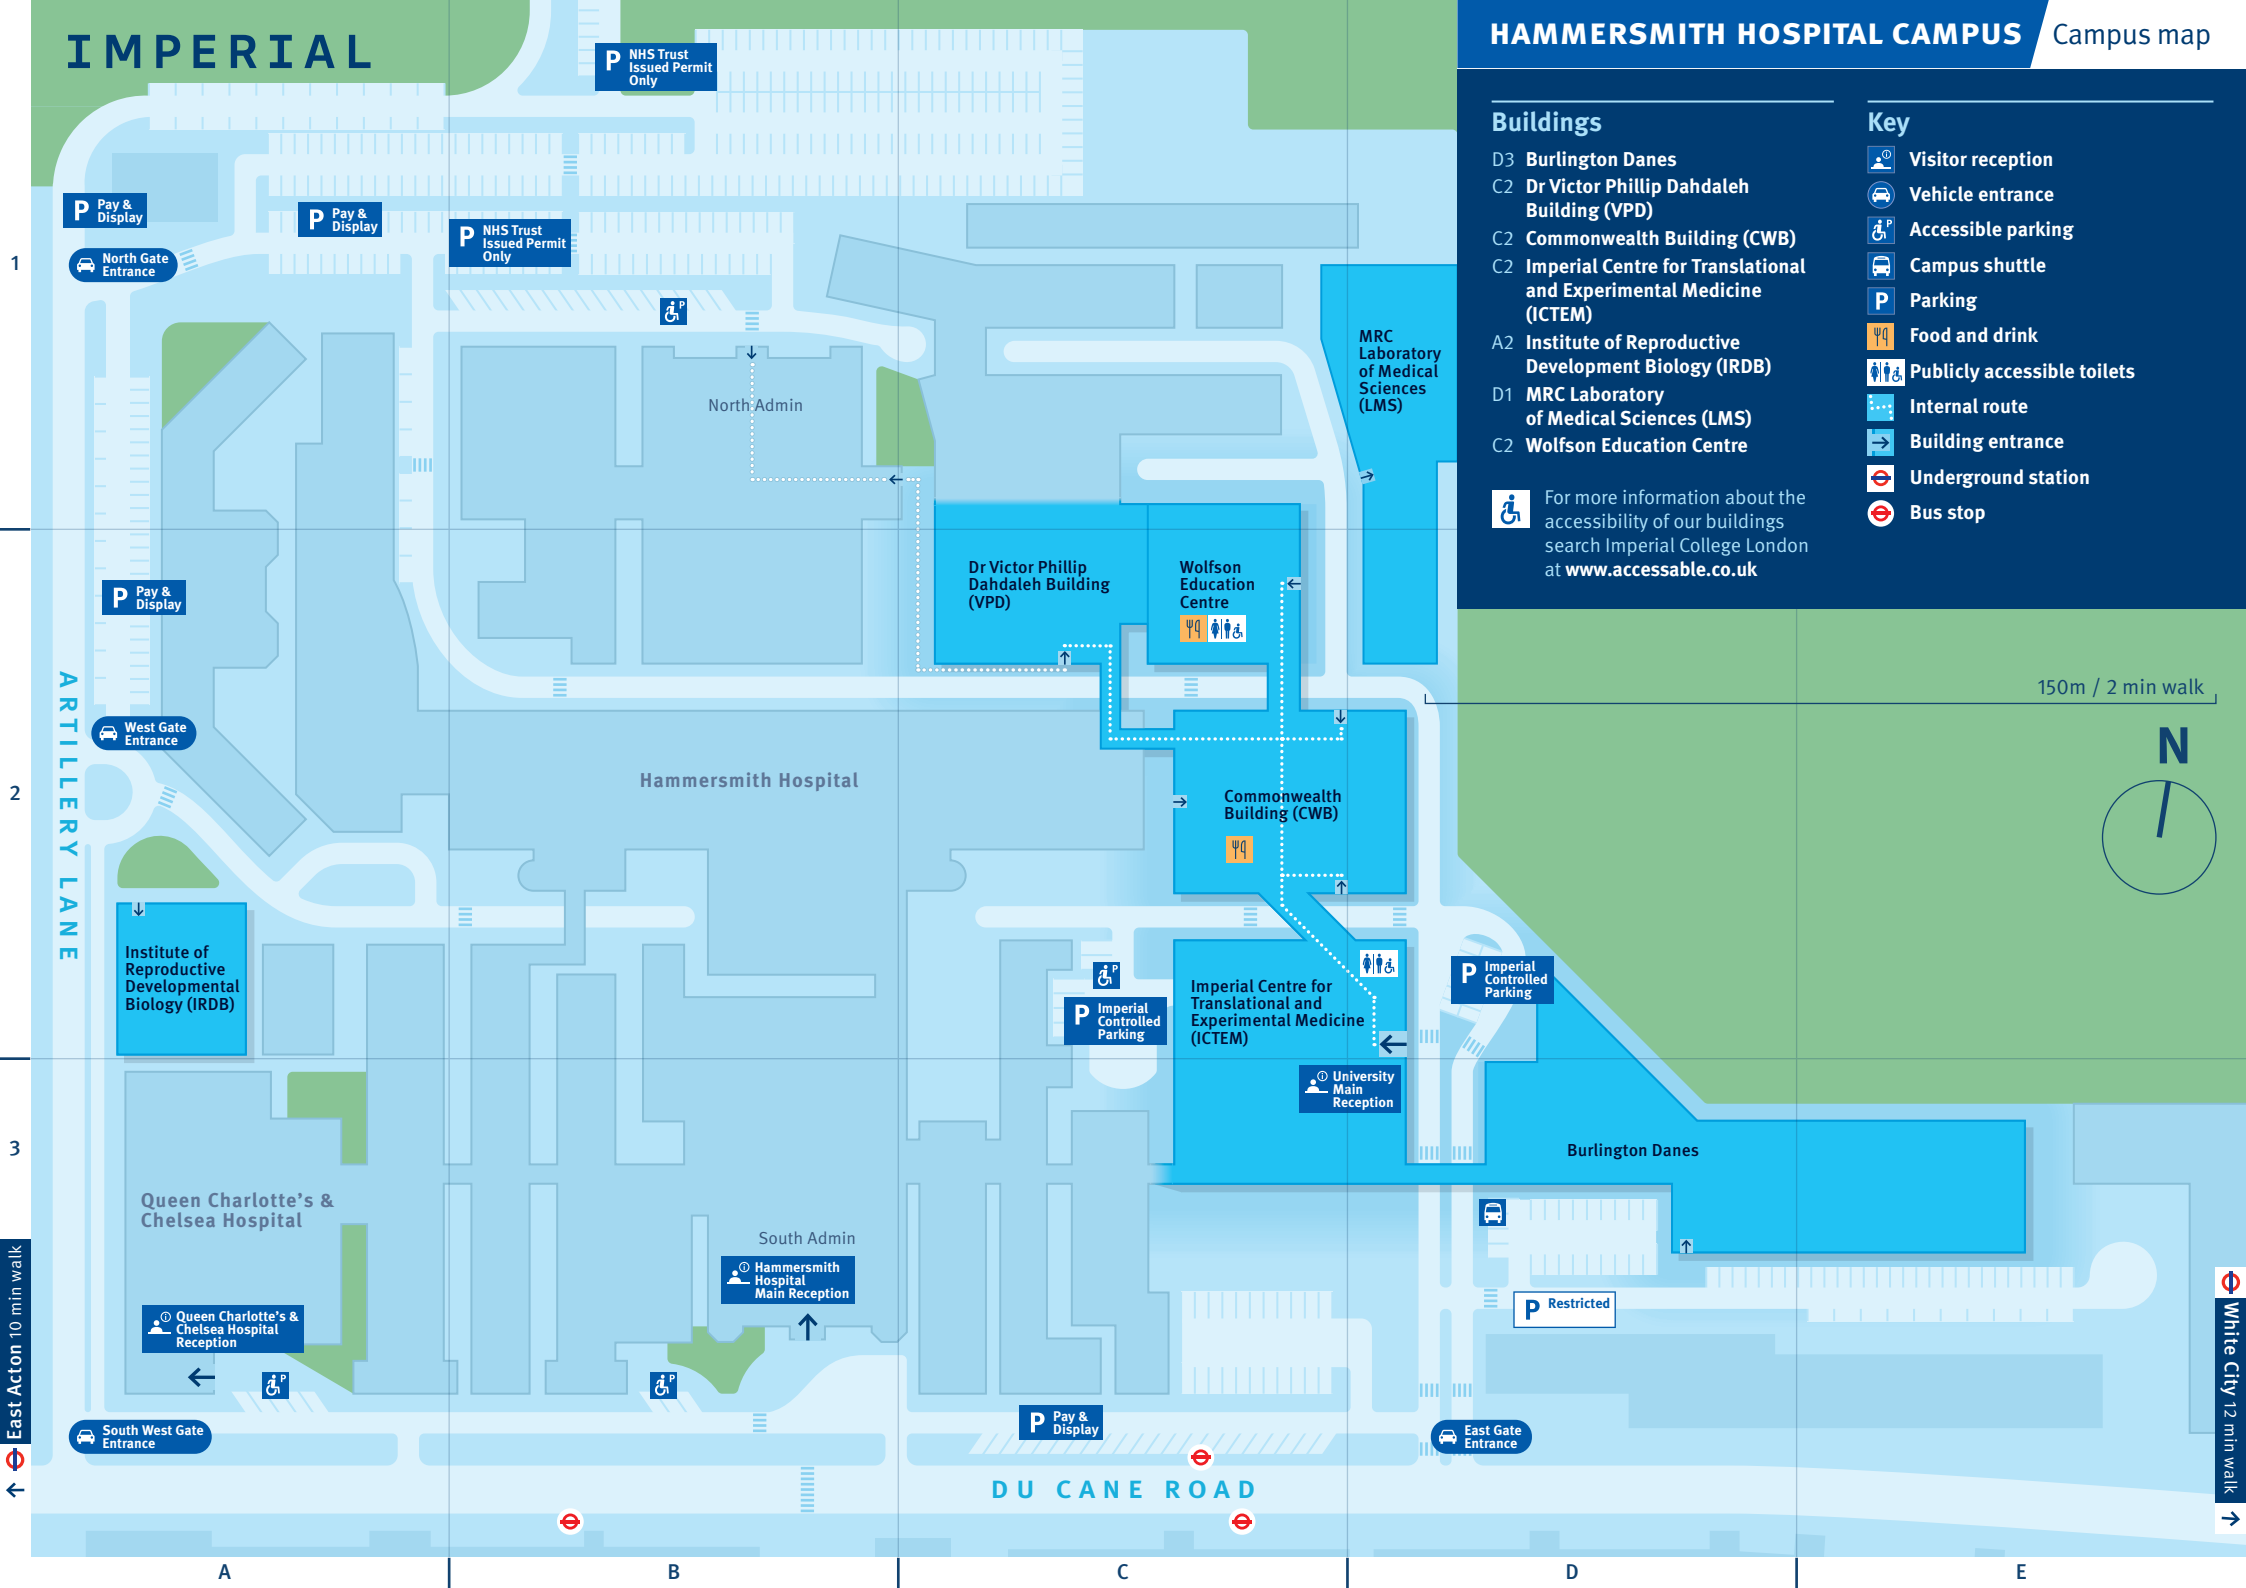 IMPERIAL
HAMMERSMITH HOSPITAL CAMPUS
Campus map
Buildings
D3 Burlington Danes
C2 Dr Victor Phillip Dahdaleh
Building (VPD)
C2 Commonwealth Building (CWB)
C2 Imperial Centre for Translational
and Experimental Medicine
(ICTEM)
A2 Institute of Reproductive
Development Biology (IRDB)
D1 MRC Laboratory
of Medical Sciences (LMS)
C2 Wolfson Education Centre
For more information about the
accessibility of our buildings
search Imperial College London
at www.accessable.co.uk
Key
Visitor reception
Vehicle entrance
P
Accessible parking
Campus shuttle
P Parking
Food and drink
Publicly accessible toilets
Internal route
Building entrance
Underground station
Bus stop
P NHS Trust
Issued Permit
Only
P Pay &
Display
P Pay &
Display
P NHS Trust
Issued Permit
Only
North Gate
Entrance
1
P
North Admin
MRC
Laboratory
of Medical
Sciences
(LMS)
Dr Victor Phillip
Dahdaleh Building
(VPD)
Wolfson
Education
Centre
P Pay &
Display
150m / 2 min walk
N
ARTILLERY LANE
West Gate
Entrance
2
Hammersmith Hospital
Commonwealth
Building (CWB)
Institute of
Reproductive
Developmental
Biology (IRDB)
P
P Imperial
Controlled
Parking
Imperial Centre for
Translational and
Experimental Medicine
(ICTEM)
P Imperial
Controlled
Parking
University
Main
Reception
3
Burlington Danes
Queen Charlotte's &
Chelsea Hospital
South Admin
Hammersmith
Hospital
Main Reception
Queen Charlotte's &
Chelsea Hospital
Reception
P
P
P Restricted
P Pay &
Display
South West Gate
Entrance
East Gate
Entrance
East Acton 10 min walk
White City 12 min walk
DU CANE ROAD
A
B
C
D
E